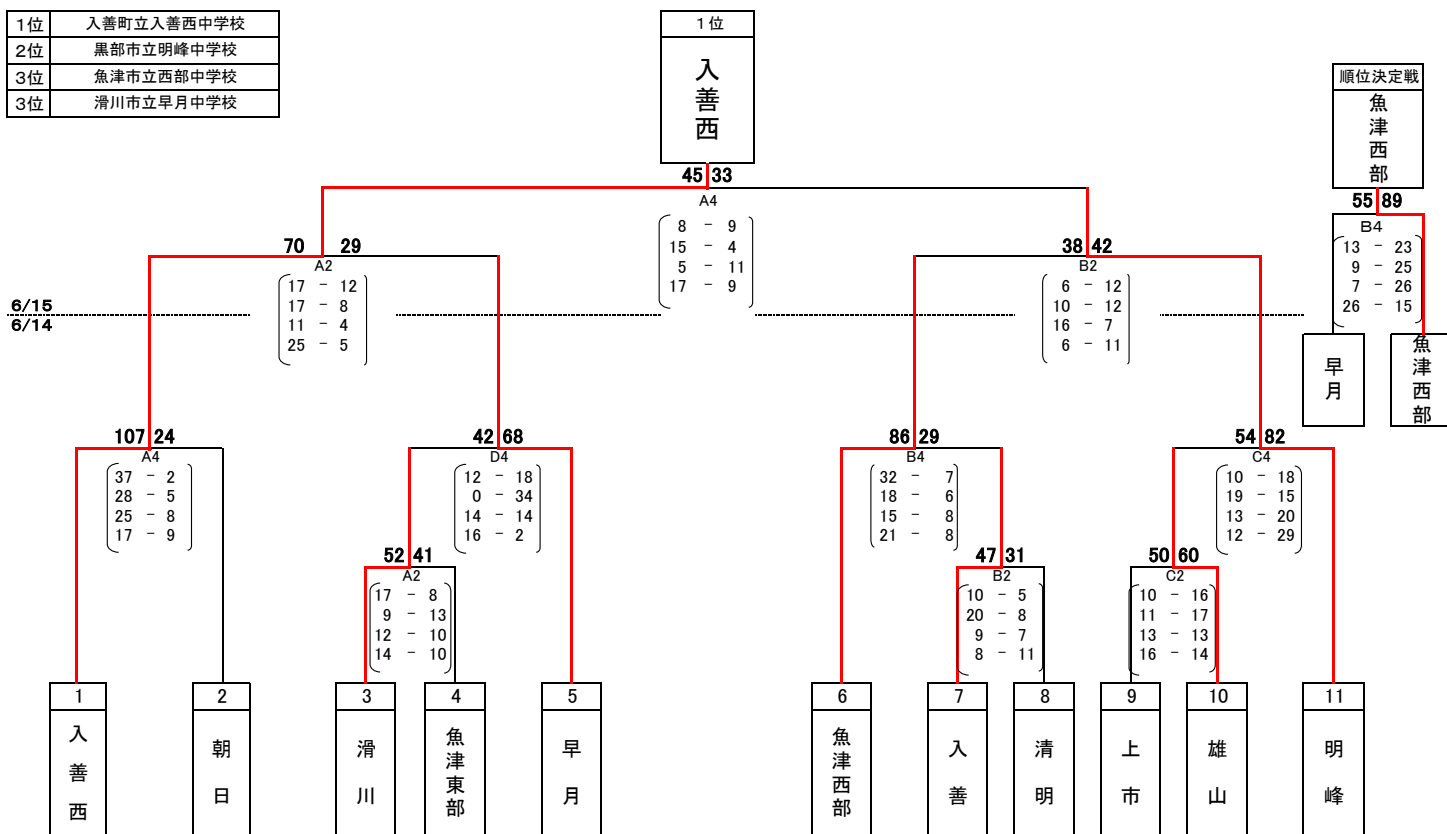 1位 入善町立入善西中学校
2位 黒部市立明峰中学校
3位 魚津市立西部中学校
3位 滑川市立早月中学校
1位
入善西
順位決定戦
魚津西部
45 33
A4
8 - 9
15 - 4
5 - 11
17 - 9
55 89
B4
13 - 23
9 - 25
7 - 26
26 - 15
早月
魚津西部
70 29
A2
17 - 12
17 - 8
11 - 4
25 - 5
38 42
B2
6 - 12
10 - 12
16 - 7
6 - 11
6/15
6/14
107 24
A4
37 - 2
28 - 5
25 - 8
17 - 9
42 68
D4
12 - 18
0 - 34
14 - 14
16 - 2
86 29
B4
32 - 7
18 - 6
15 - 8
21 - 8
54 82
C4
10 - 18
19 - 15
13 - 20
12 - 29
52 41
A2
17 - 8
9 - 13
12 - 10
14 - 10
47 31
B2
10 - 5
20 - 8
9 - 7
8 - 11
50 60
C2
10 - 16
11 - 17
13 - 13
16 - 14
1
入善西
2
朝日
3
滑川
4
魚津東部
5
早月
6
魚津西部
7
入善
8
清明
9
上市
10
雄山
11
明峰